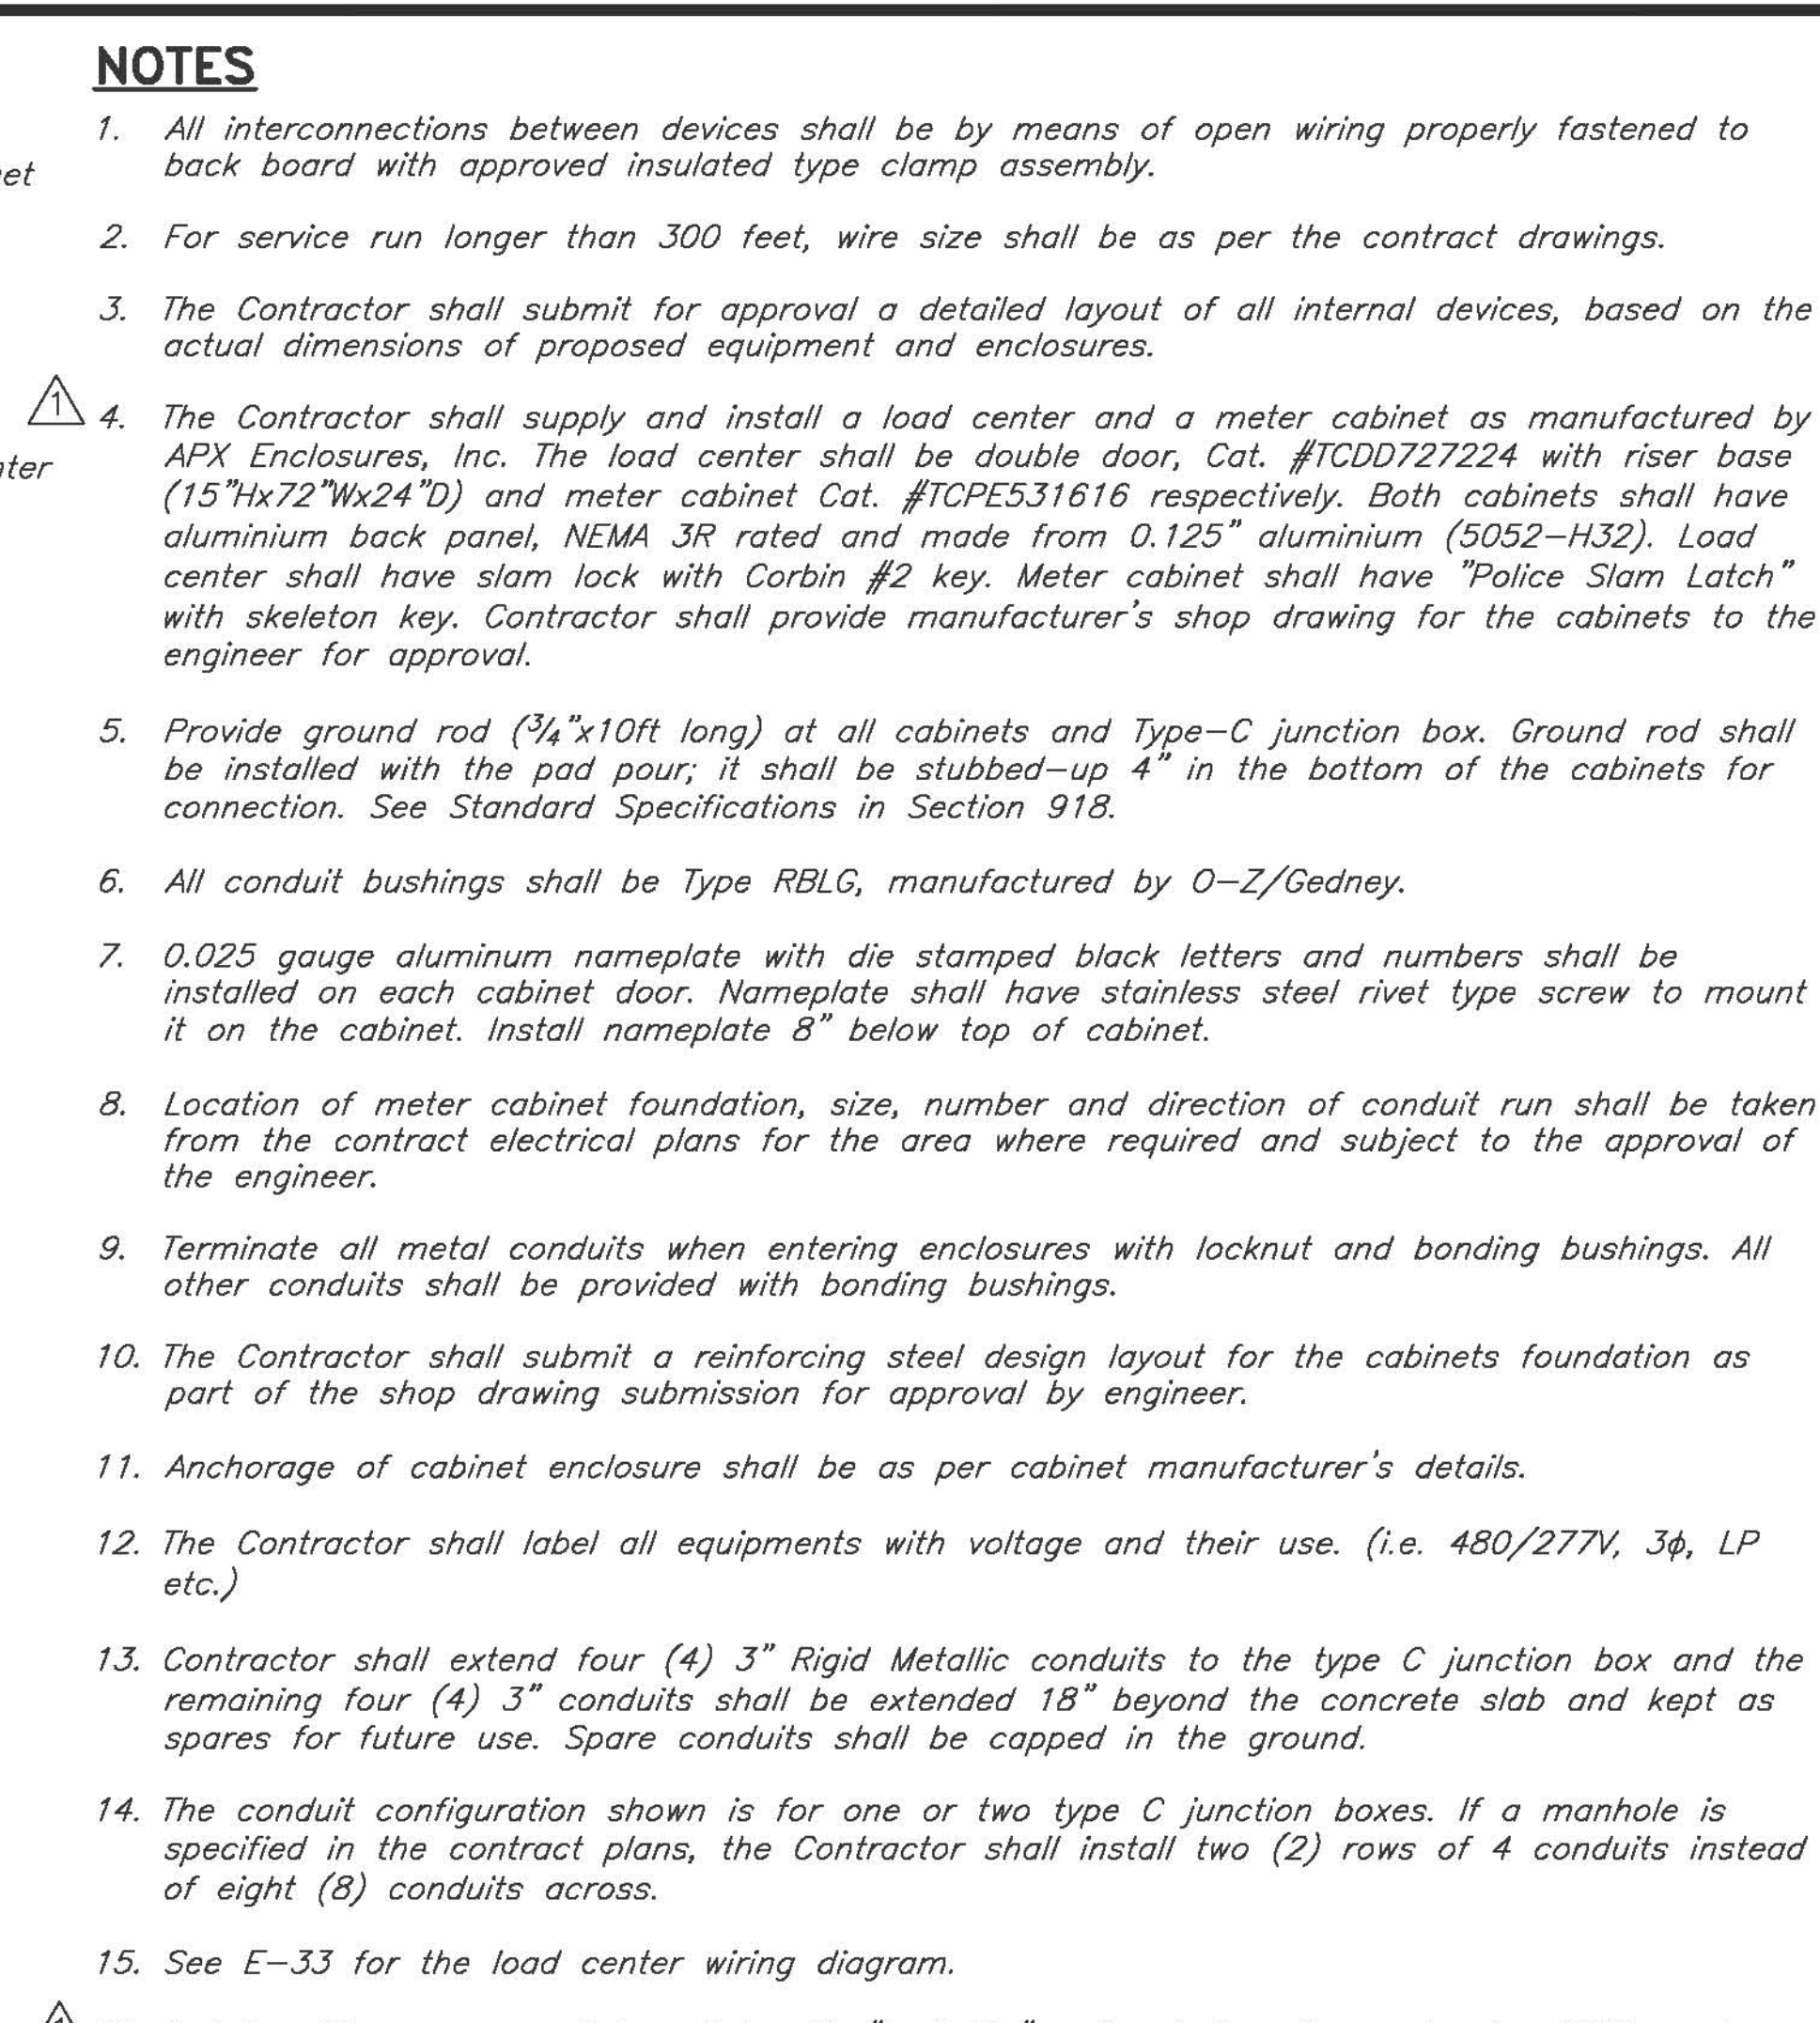 NOTES
1. All interconnections between devices shall be by means of open wiring properly fastened to
back board with approved insulated type clamp assembly.
2. For service run longer than 300 feet, wire size shall be as per the contract drawings.
3. The Contractor shall submit for approval a detailed layout of all internal devices, based on the
actual dimensions of proposed equipment and enclosures.
1
4. The Contractor shall supply and install a load center and a meter cabinet as manufactured by
APX Enclosures, Inc. The load center shall be double door, Cat. #TCDD727224 with riser base
(15"Hx72"Wx24"D) and meter cabinet Cat. #TCPE531616 respectively. Both cabinets shall have
aluminium back panel, NEMA 3R rated and made from 0.125" aluminium (5052-H32). Load
center shall have slam lock with Corbin #2 key. Meter cabinet shall have "Police Slam Latch"
with skeleton key. Contractor shall provide manufacturer's shop drawing for the cabinets to the
engineer for approval.
5. Provide ground rod (3/4"x10ft long) at all cabinets and Type-C junction box. Ground rod shall
be installed with the pad pour; it shall be stubbed-up 4" in the bottom of the cabinets for
connection. See Standard Specifications in Section 918.
6. All conduit bushings shall be Type RBLG, manufactured by O-Z/Gedney.
7. 0.025 gauge aluminum nameplate with die stamped black letters and numbers shall be
installed on each cabinet door. Nameplate shall have stainless steel rivet type screw to mount
it on the cabinet. Install nameplate 8" below top of cabinet.
8. Location of meter cabinet foundation, size, number and direction of conduit run shall be taken
from the contract electrical plans for the area where required and subject to the approval of
the engineer.
9. Terminate all metal conduits when entering enclosures with locknut and bonding bushings. All
other conduits shall be provided with bonding bushings.
10. The Contractor shall submit a reinforcing steel design layout for the cabinets foundation as
part of the shop drawing submission for approval by engineer.
11. Anchorage of cabinet enclosure shall be as per cabinet manufacturer's details.
12. The Contractor shall label all equipments with voltage and their use. (i.e. 480/277V, 3ϕ, LP
etc.)
13. Contractor shall extend four (4) 3" Rigid Metallic conduits to the type C junction box and the
remaining four (4) 3" conduits shall be extended 18" beyond the concrete slab and kept as
spares for future use. Spare conduits shall be capped in the ground.
14. The conduit configuration shown is for one or two type C junction boxes. If a manhole is
specified in the contract plans, the Contractor shall install two (2) rows of 4 conduits instead
of eight (8) conduits across.
15. See E-33 for the load center wiring diagram.